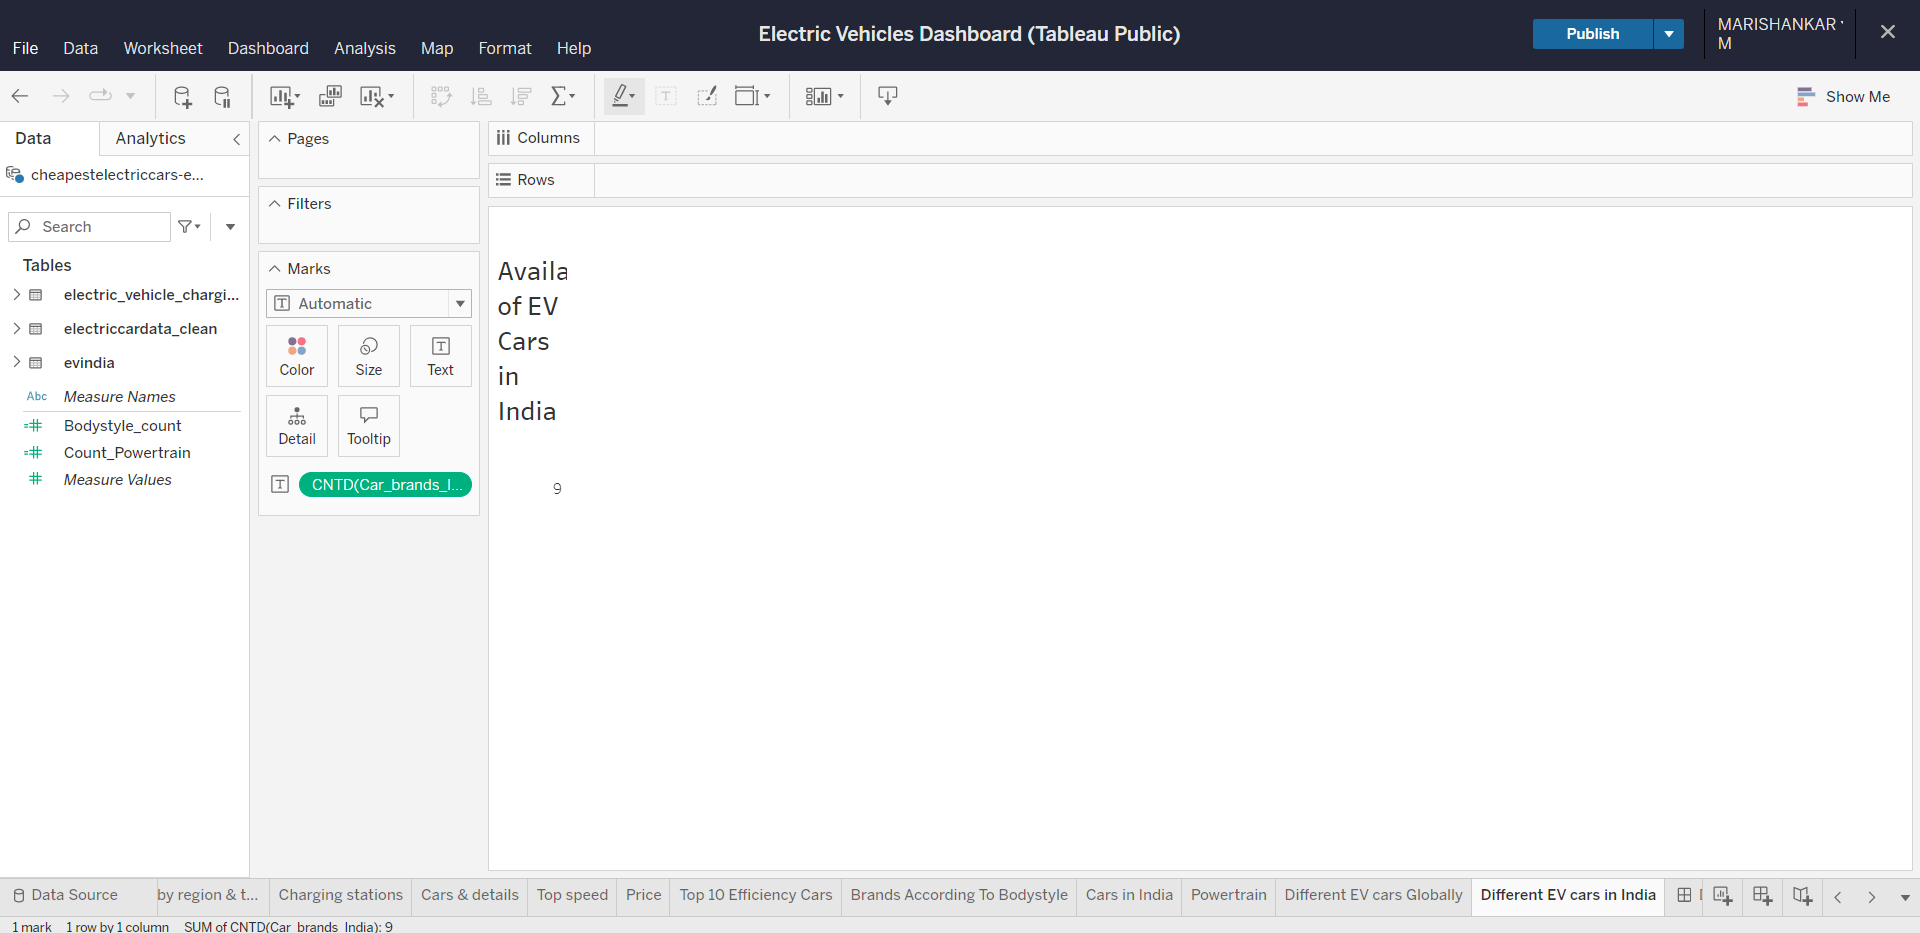 Electric Vehicles Dashboard (Tableau Public)
File Data Worksheet Dashboard Analysis Map Format Help
Publish
MARISHANKAR
M
Show Me
Data Analytics
cheapestelectriccars-e...
Search
Tables
electric_vehicle_chargi...
electriccardata_clean
evindia
Abc Measure Names
Bodystyle_count
Count_Powertrain
Measure Values
Pages
Filters
Marks
Automatic
Color Size Text
Detail Tooltip
CNTD(Car_brands_I...
Columns
Rows
Availa
of EV
Cars
in
India
9
Data Source by region & t... Charging stations Cars & details Top speed Price Top 10 Efficiency Cars Brands According To Bodystyle Cars in India Powertrain Different EV cars Globally Different EV cars in India
1 mark 1 row by 1 column SUM of CNTD(Car_brands_India): 9